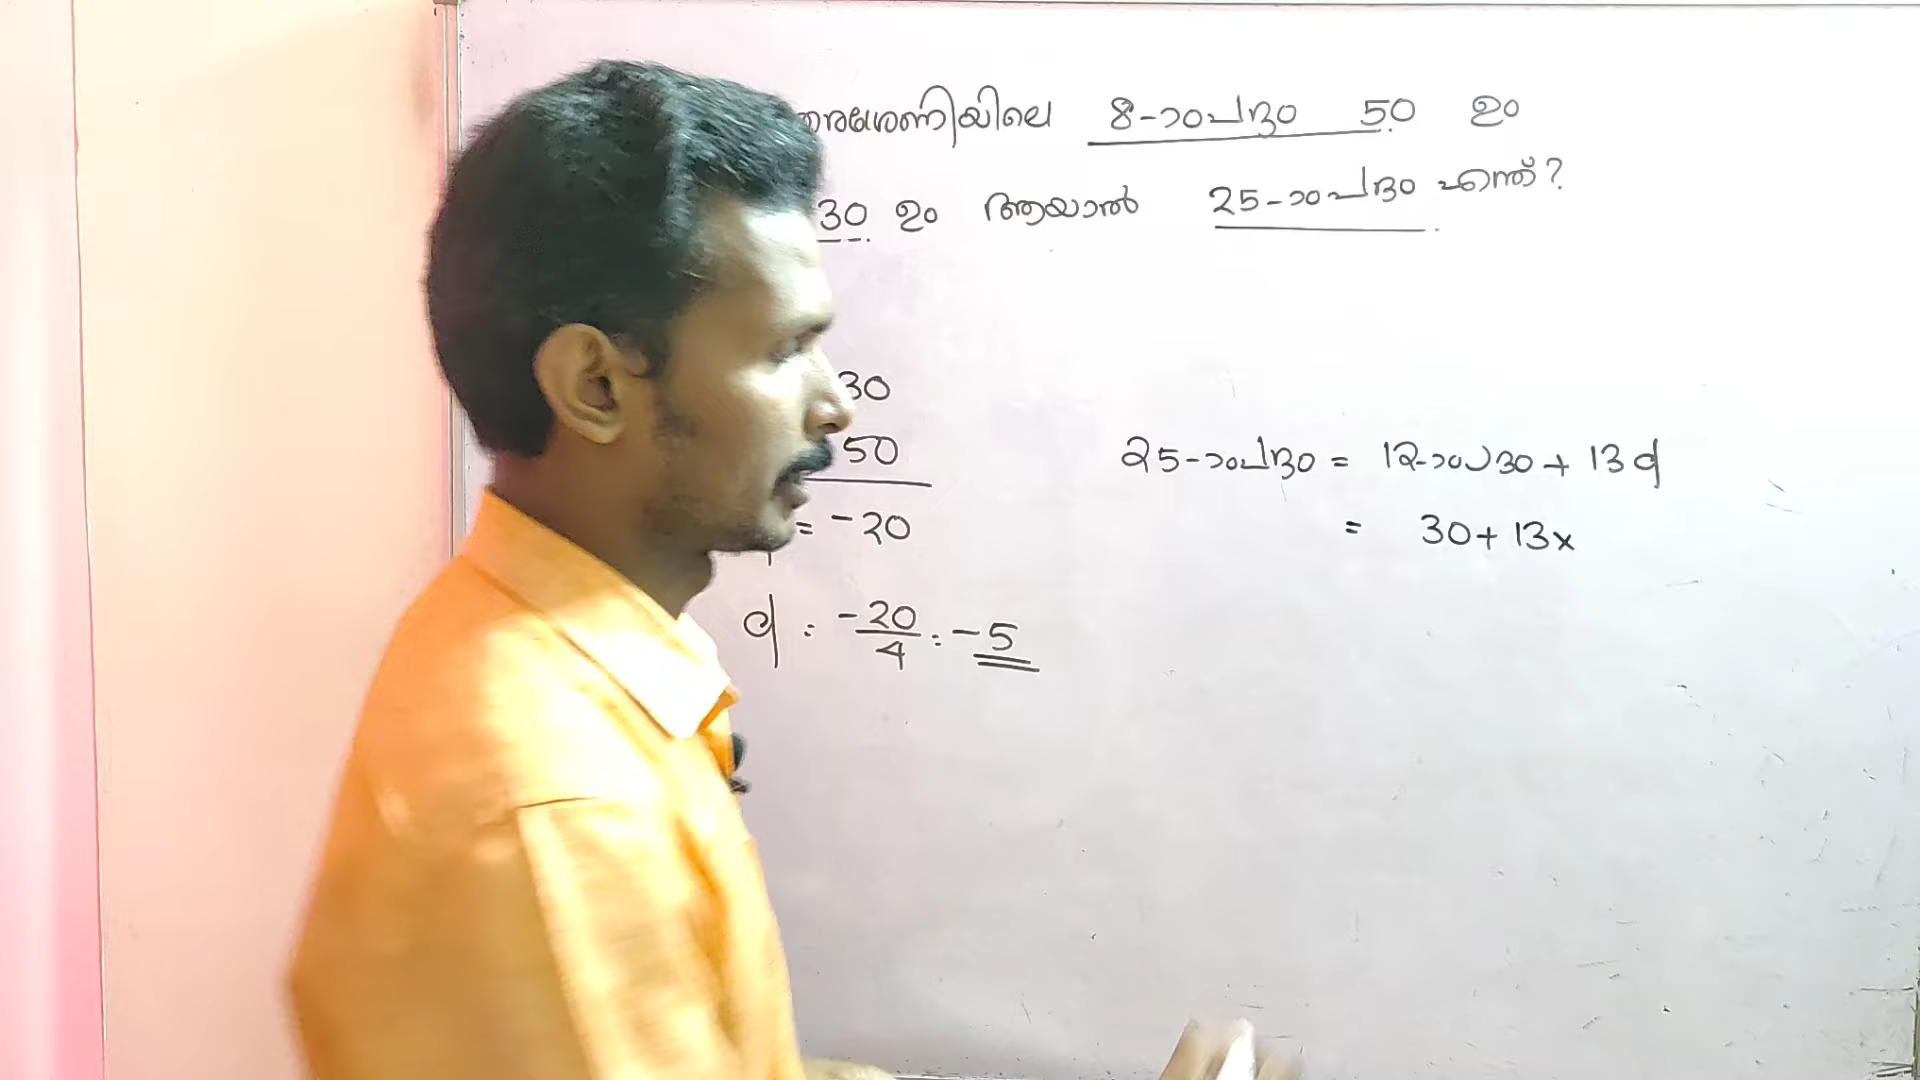 8-ാംപദം 50 ഉം
30 ഉം ആയാൽ 25-ാംപദം എന്ത്?
30
50
= -20
d = -20/4 = -5
25-ാംപദം = 12-ാംപദം + 13d
= 30 + 13x